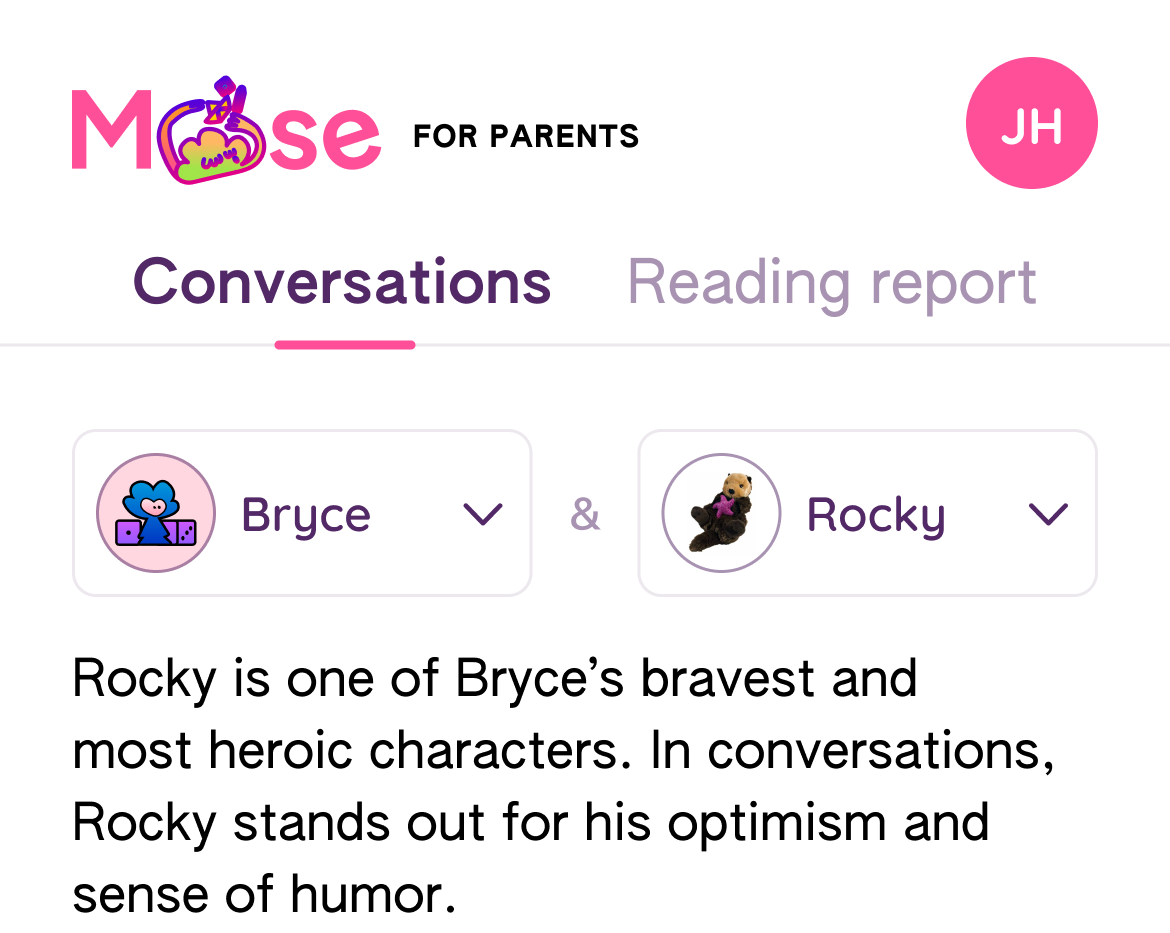 Mose
FOR PARENTS
JH
Conversations
Reading report
Bryce
&
Rocky
Rocky is one of Bryce’s bravest and
most heroic characters. In conversations,
Rocky stands out for his optimism and
sense of humor.